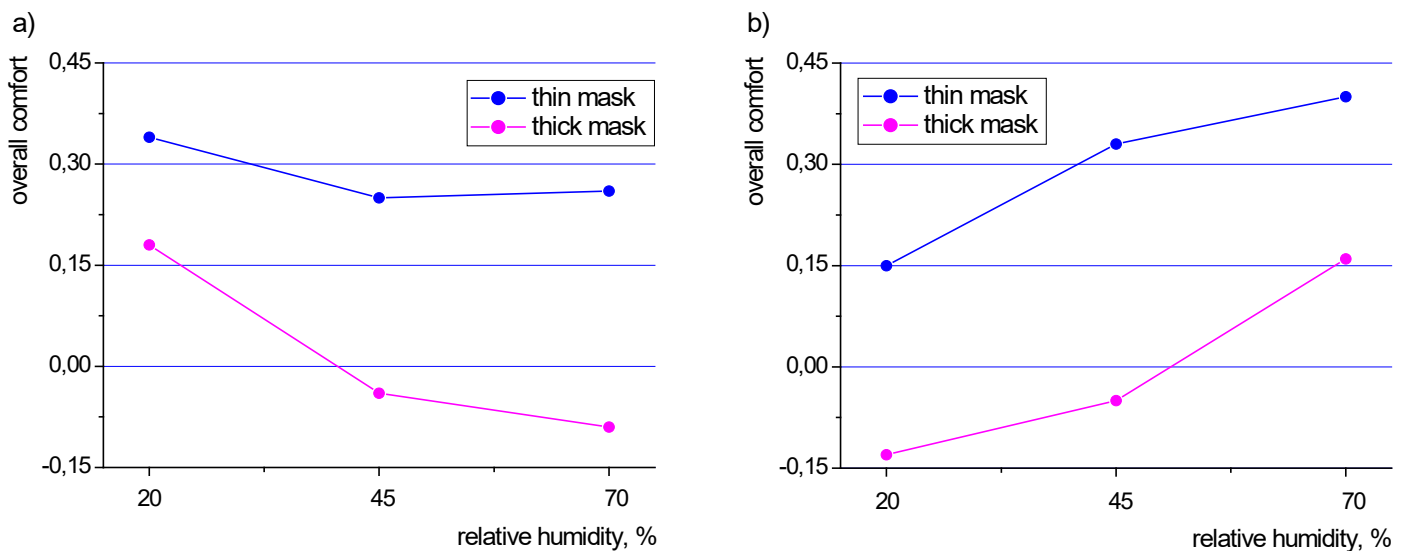 a)
overall comfort
0,45
0,30
0,15
0,00
-0,15
thin mask
thick mask
20
45
70
relative humidity, %
b)
overall comfort
0,45
0,30
0,15
0,00
-0,15
thin mask
thick mask
20
45
70
relative humidity, %